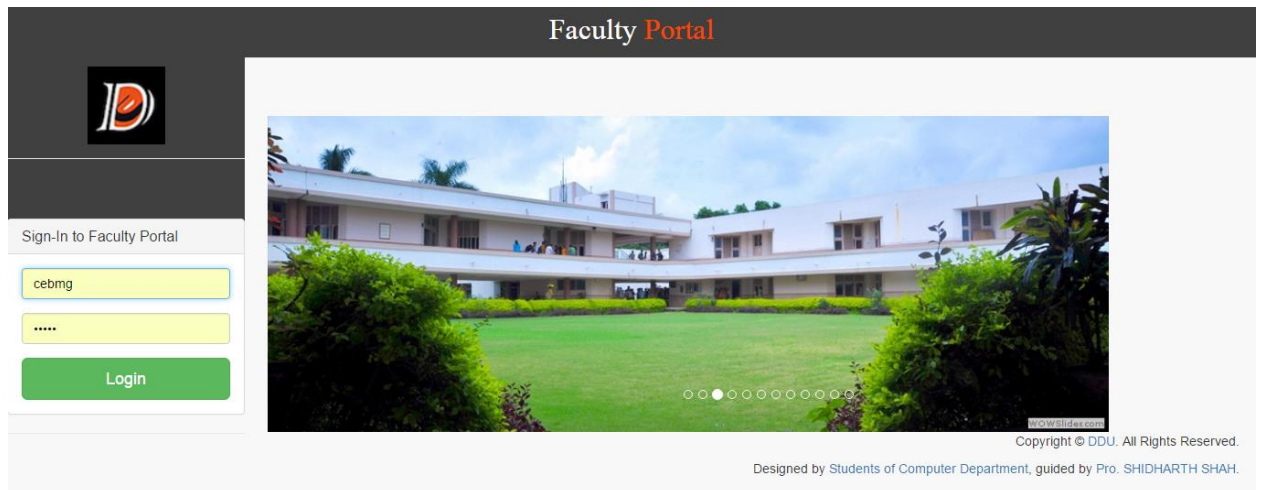 Faculty Portal
D
Sign-In to Faculty Portal
cebmg
•••••
Login
WOWSlider.com
Copyright © DDU. All Rights Reserved.
Designed by Students of Computer Department, guided by Pro. SHIDHARTH SHAH.